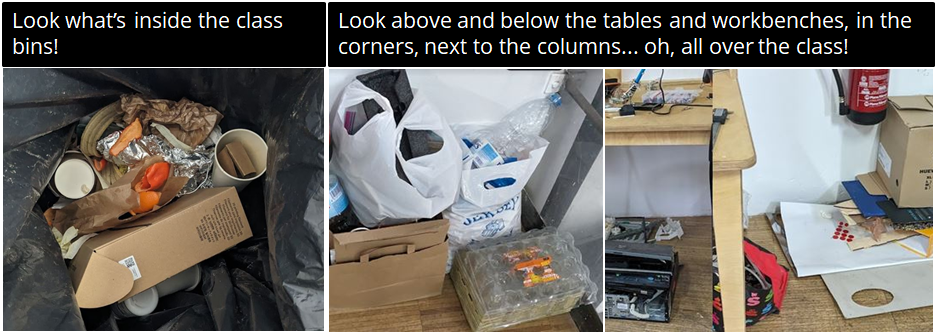 Look what’s inside the class
bins!
Look above and below the tables and workbenches, in the
corners, next to the columns... oh, all over the class!